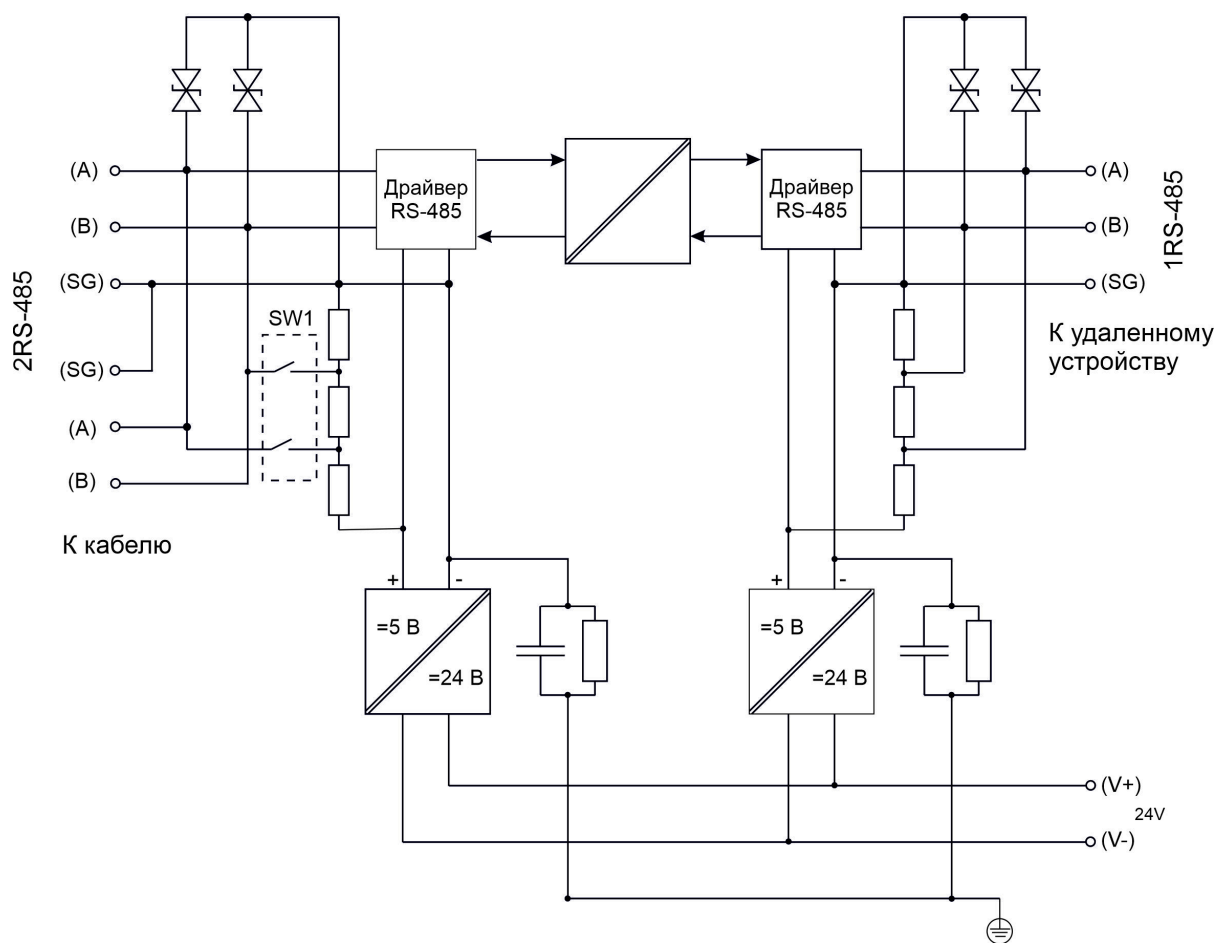 (A)
(B)
(SG)
2RS-485
(SG)
(A)
(B)
К кабелю
SW1
Драйвер
RS-485
Драйвер
RS-485
(A)
(B)
(SG)
1RS-485
К удаленному
устройству
+ -
=5 В
=24 В
+ -
=5 В
=24 В
(V+)
24V
(V-)